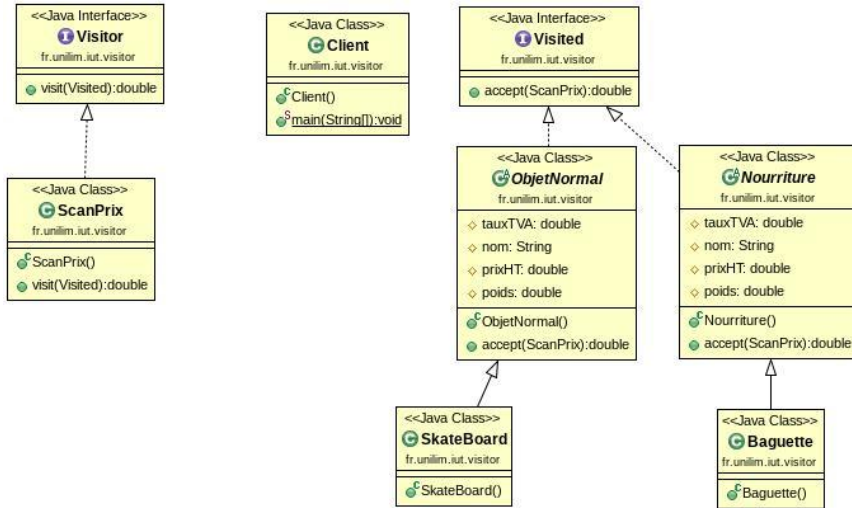 <<Java Interface>>
Visitor
fr.unilim.iut.visitor
visit(Visited):double
<<Java Class>>
ScanPrix
fr.unilim.iut.visitor
ScanPrix()
visit(Visited):double
<<Java Class>>
Client
fr.unilim.iut.visitor
Client()
main(String[]):void
<<Java Interface>>
Visited
fr.unilim.iut.visitor
accept(ScanPrix):double
<<Java Class>>
ObjetNormal
fr.unilim.iut.visitor
tauxTVA: double
nom: String
prixHT: double
poids: double
ObjetNormal()
accept(ScanPrix):double
<<Java Class>>
Nourriture
fr.unilim.iut.visitor
tauxTVA: double
nom: String
prixHT: double
poids: double
Nourriture()
accept(ScanPrix):double
<<Java Class>>
SkateBoard
fr.unilim.iut.visitor
SkateBoard()
<<Java Class>>
Baguette
fr.unilim.iut.visitor
Baguette()